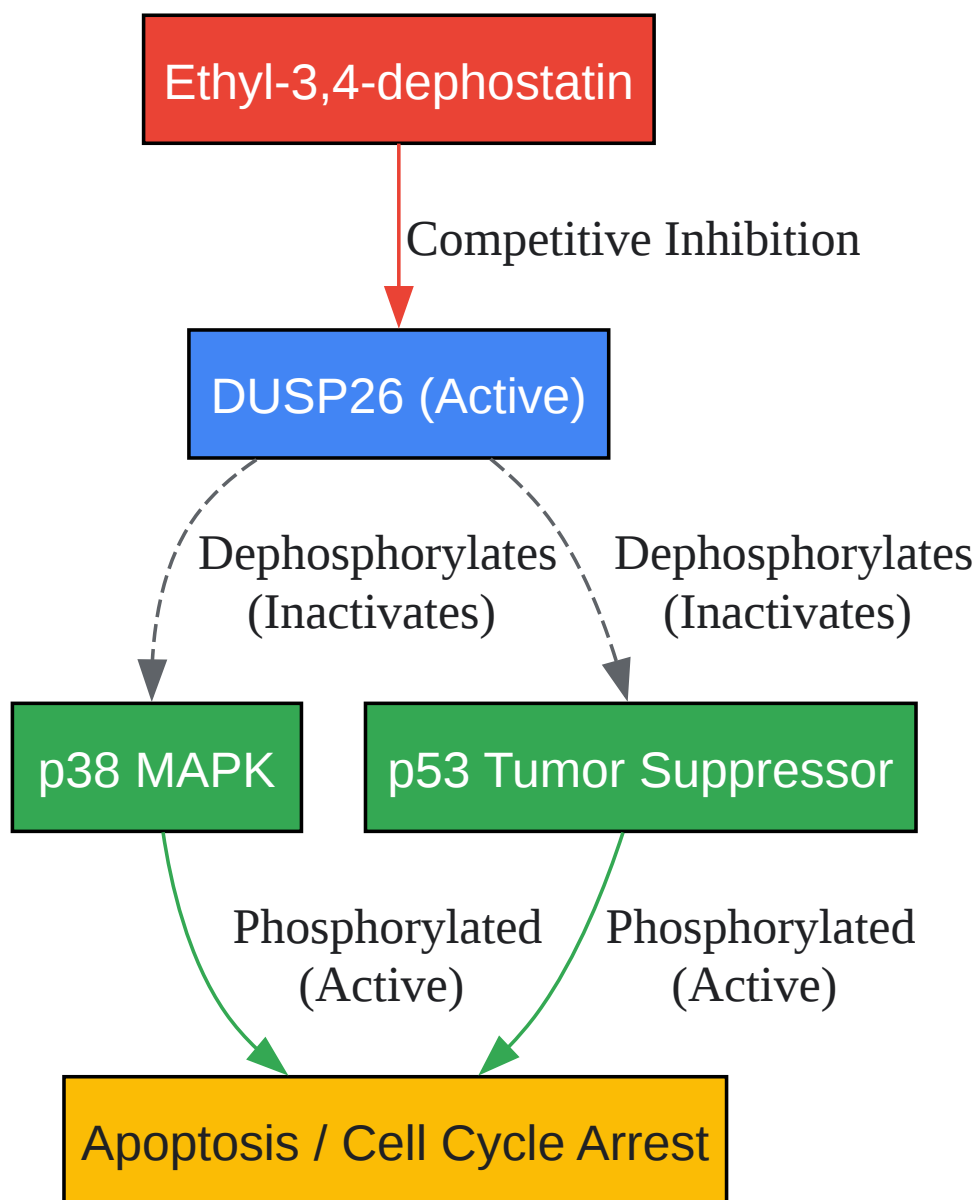 Ethyl-3,4-dephostatin
Competitive Inhibition
DUSP26 (Active)
Dephosphorylates
(Inactivates)
Dephosphorylates
(Inactivates)
p38 MAPK
p53 Tumor Suppressor
Phosphorylated
(Active)
Phosphorylated
(Active)
Apoptosis / Cell Cycle Arrest